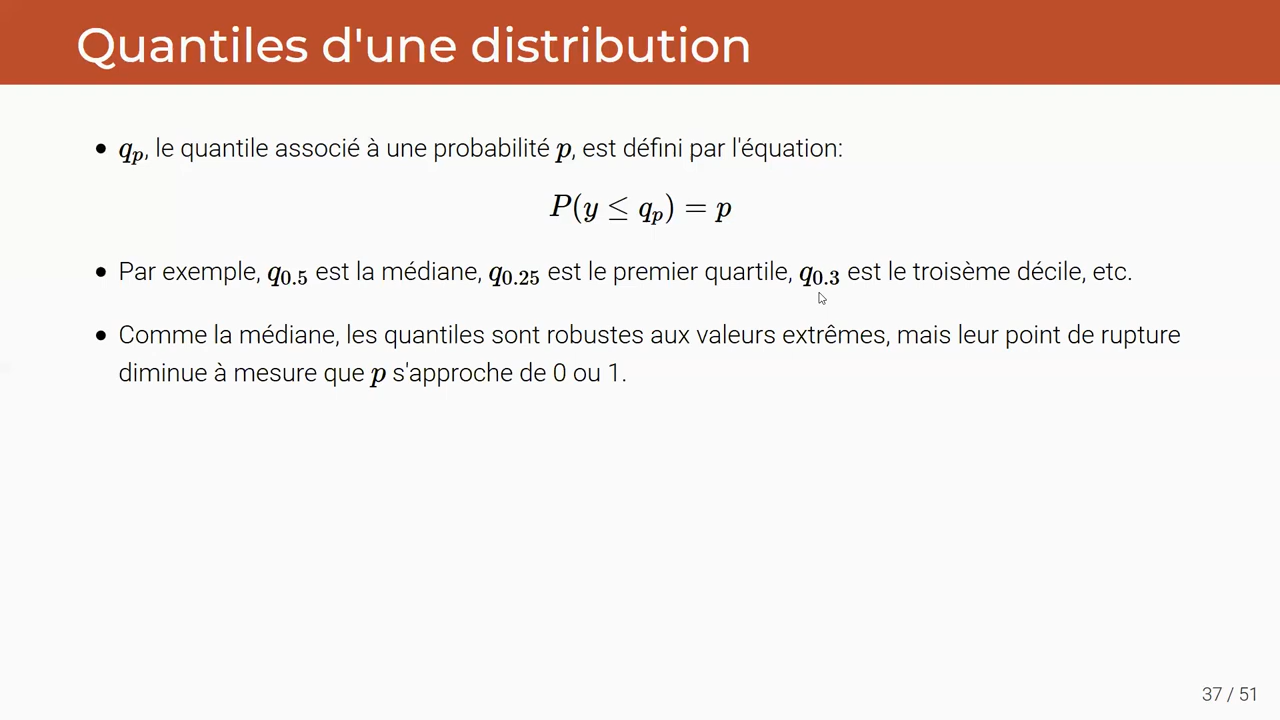 Quantiles d'une distribution
• qₚ, le quantile associé à une probabilité p, est défini par l'équation:
P(y ≤ qₚ) = p
• Par exemple, q₀.₅ est la médiane, q₀.₂₅ est le premier quartile, q₀.₃ est le troisème décile, etc.
• Comme la médiane, les quantiles sont robustes aux valeurs extrêmes, mais leur point de rupture
diminue à mesure que p s'approche de 0 ou 1.
37 / 51